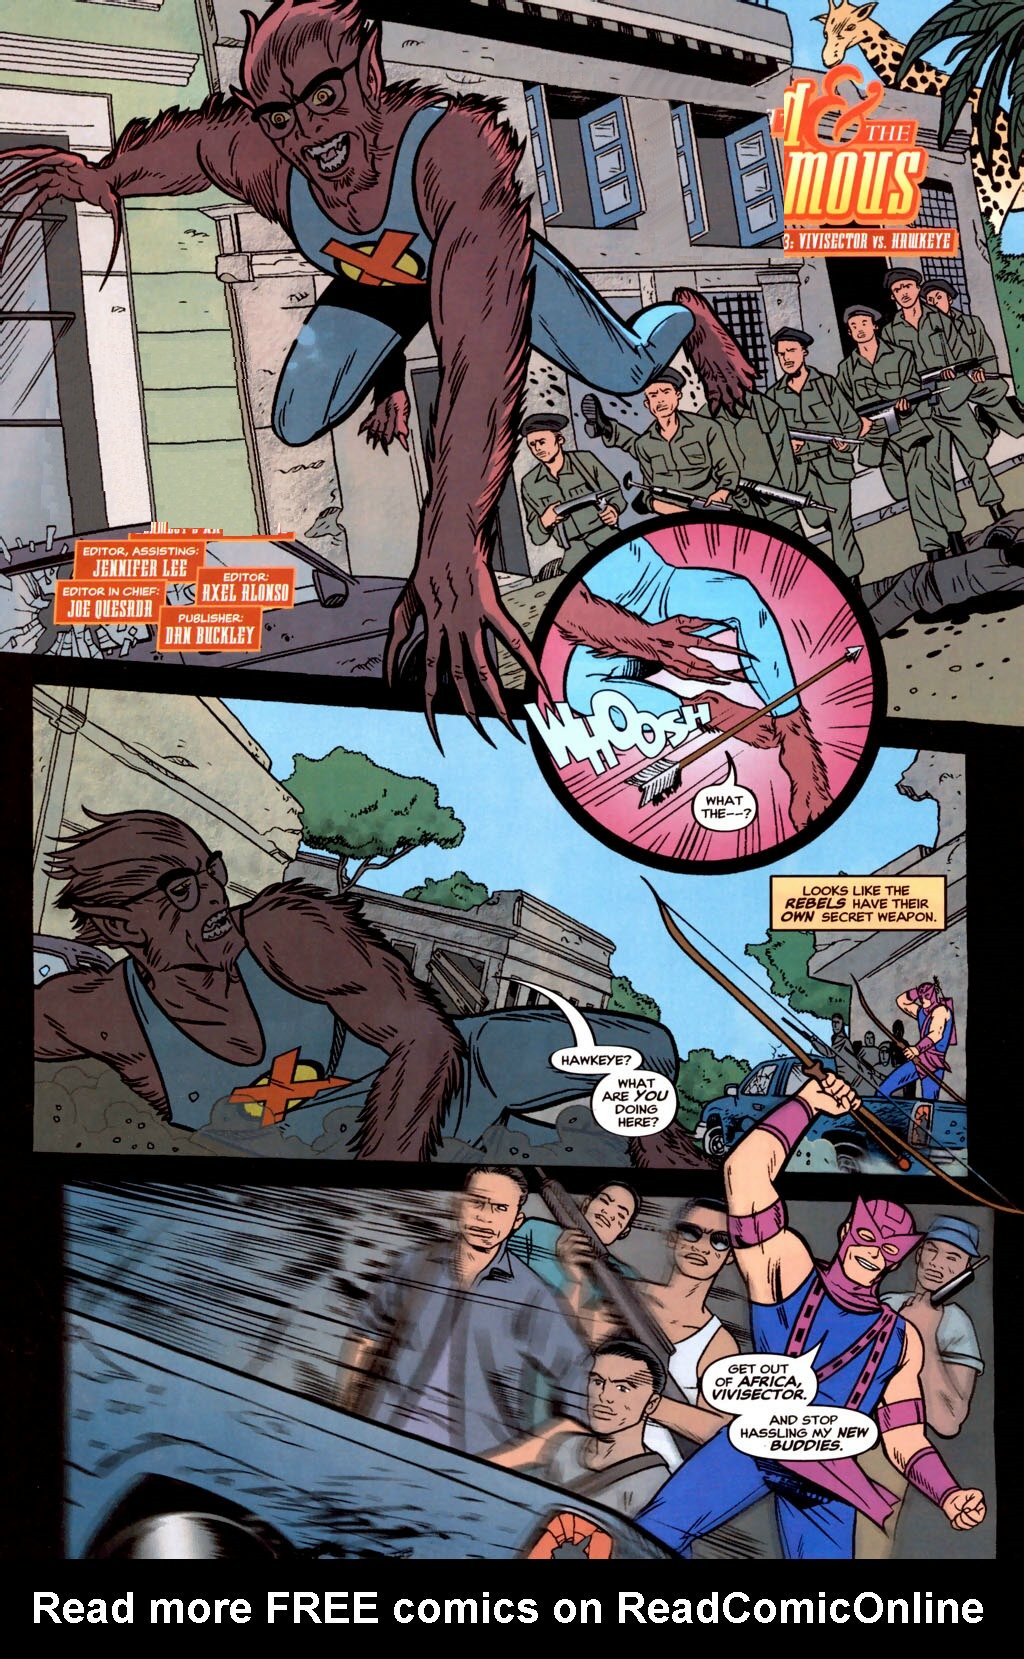 &
THE
MOUS
3: VIVISECTOR VS. HAWKEYE
EDITOR, ASSISTING:
JENNIFER LEE
EDITOR IN CHIEF:
JOE QUESADA
EDITOR:
AXEL ALONSO
PUBLISHER:
DAN BUCKLEY
WHOOSH!
WHAT
THE--?
LOOKS LIKE THE
REBELS HAVE THEIR
OWN SECRET WEAPON.
HAWKEYE?
WHAT
ARE YOU
DOING
HERE?
GET OUT
OF AFRICA,
VIVISECTOR.
AND STOP
HASSLING MY NEW
BUDDIES.
Read more FREE comics on ReadComicOnline